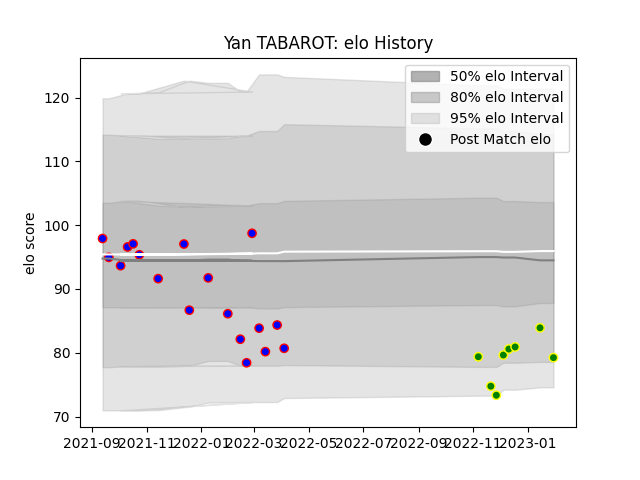 Yan TABAROT: elo History
50% elo Interval
80% elo Interval
95% elo Interval
Post Match elo
elo score
120
110
100
90
80
70
2021-09 2021-11 2022-01 2022-03 2022-05 2022-07 2022-09 2022-11 2023-01